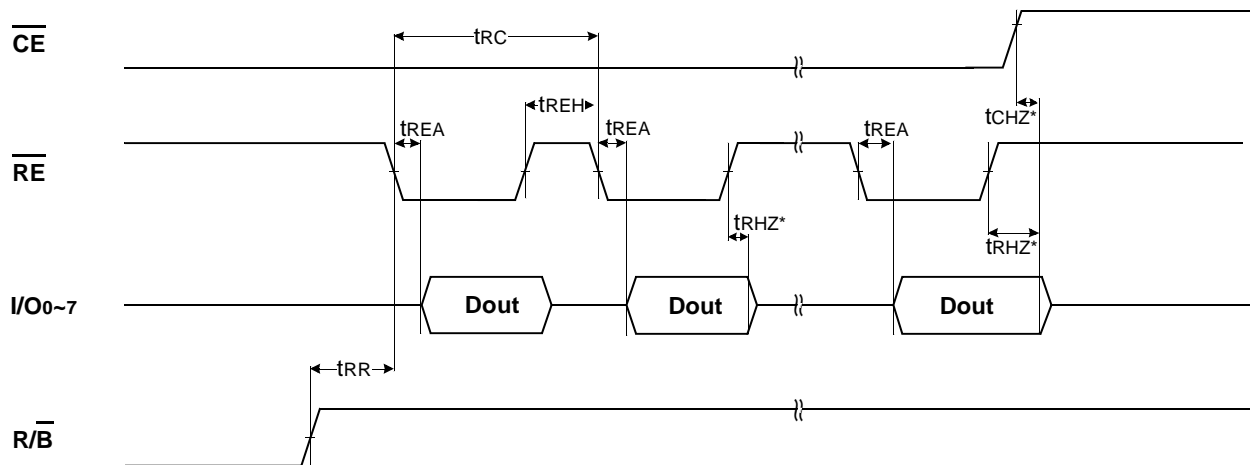 CE
tRC
tCHZ*
tREH
tREA
tREA
tREA
RE
tRHZ*
tRHZ*
I/O0~7
Dout
Dout
Dout
tRR
R/B